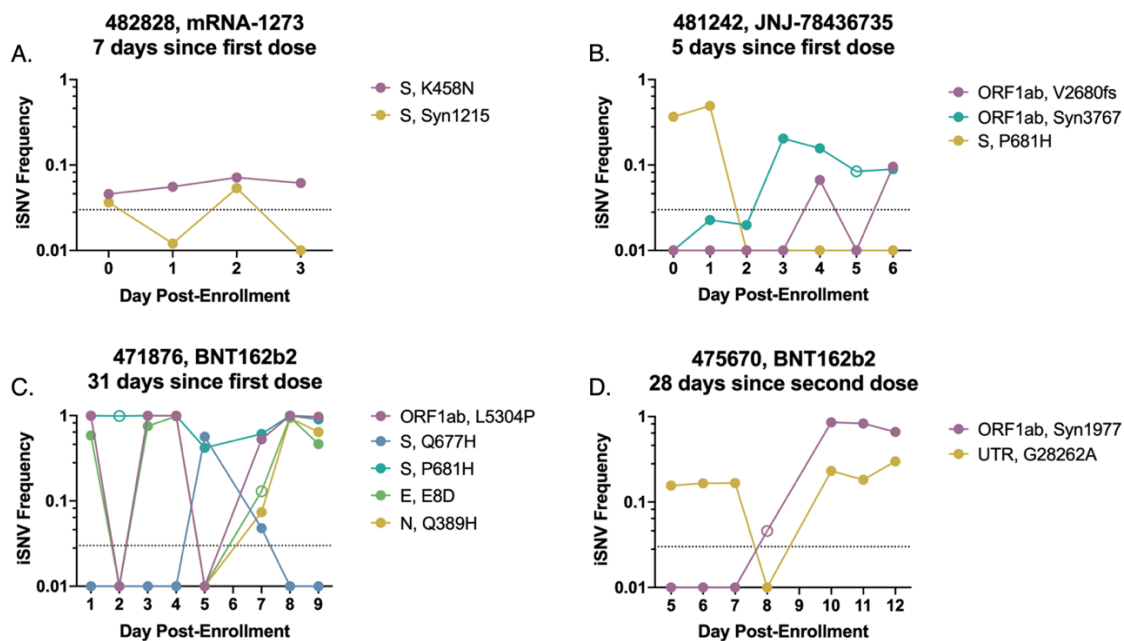 A.
482828, mRNA-1273
7 days since first dose
iSNV Frequency
1
0.1
0.01
0 1 2 3
Day Post-Enrollment
S, K458N
S, Syn1215
B.
481242, JNJ-78436735
5 days since first dose
iSNV Frequency
1
0.1
0.01
0 1 2 3 4 5 6
Day Post-Enrollment
ORF1ab, V2680fs
ORF1ab, Syn3767
S, P681H
C.
471876, BNT162b2
31 days since first dose
iSNV Frequency
1
0.1
0.01
1 2 3 4 5 6 7 8 9
Day Post-Enrollment
ORF1ab, L5304P
S, Q677H
S, P681H
E, E8D
N, Q389H
D.
475670, BNT162b2
28 days since second dose
iSNV Frequency
1
0.1
0.01
5 6 7 8 9 10 11 12
Day Post-Enrollment
ORF1ab, Syn1977
UTR, G28262A